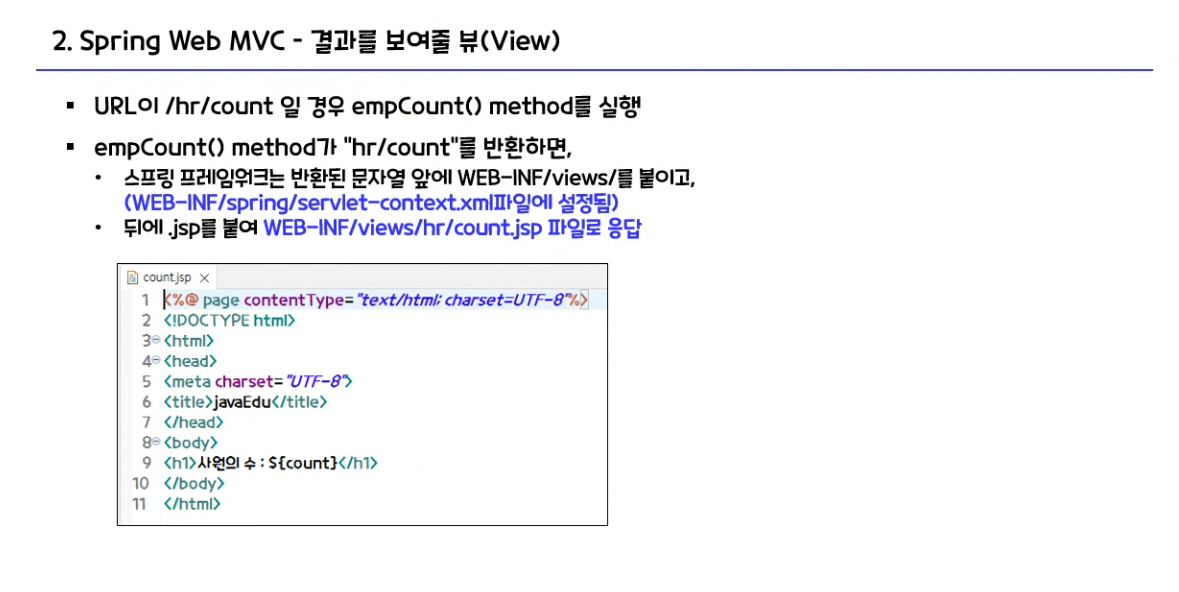 2. Spring Web MVC - 결과를 보여줄 뷰(View)
▪ URL이 /hr/count 일 경우 empCount() method를 실행
▪ empCount() method가 "hr/count"를 반환하면,
• 스프링 프레임워크는 반환된 문자열 앞에 WEB-INF/views/를 붙이고,
(WEB-INF/spring/servlet-context.xml파일에 설정됨)
• 뒤에 .jsp를 붙여 WEB-INF/views/hr/count.jsp 파일로 응답
count.jsp ×
1 <%@ page contentType="text/html; charset=UTF-8"%>
2 <!DOCTYPE html>
3 <html>
4 <head>
5 <meta charset="UTF-8">
6 <title>javaEdu</title>
7 </head>
8 <body>
9 <h1>사원의 수 : ${count}</h1>
10 </body>
11 </html>